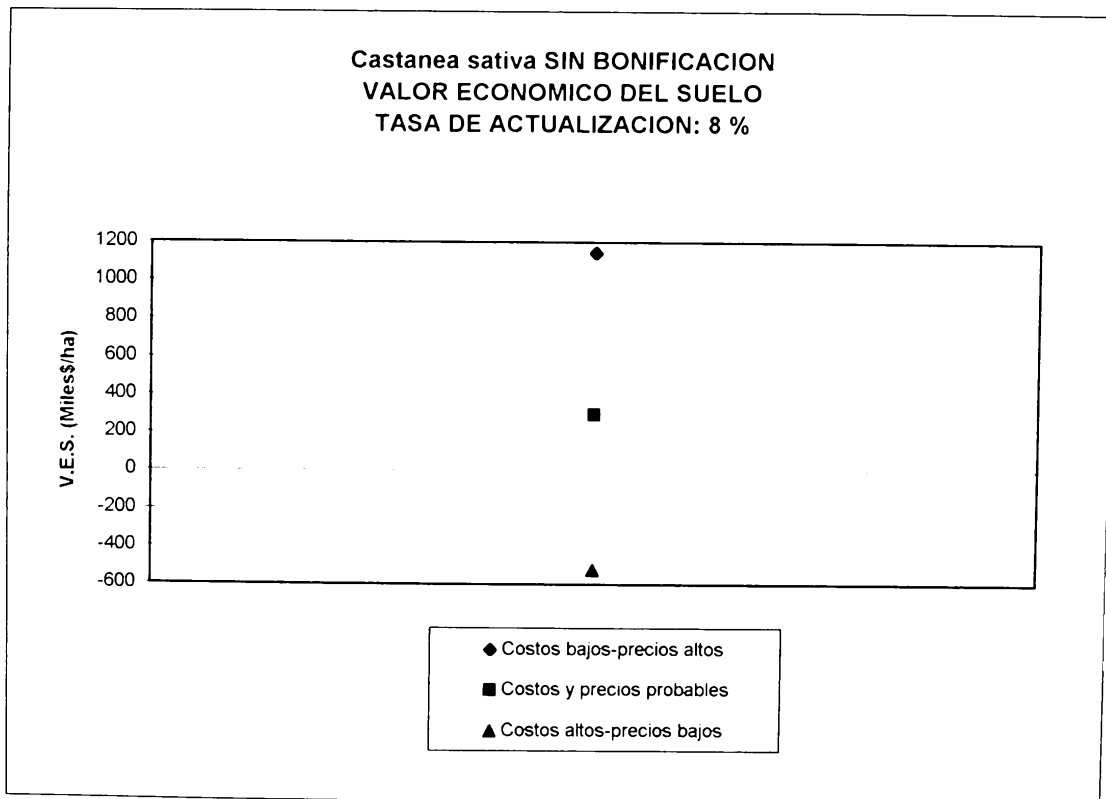 Castanea sativa SIN BONIFICACION
VALOR ECONOMICO DEL SUELO
TASA DE ACTUALIZACION: 8 %
V.E.S. (Miles$/ha)
1200
1000
800
600
400
200
0
-200
-400
-600
Costos bajos-precios altos
Costos y precios probables
Costos altos-precios bajos